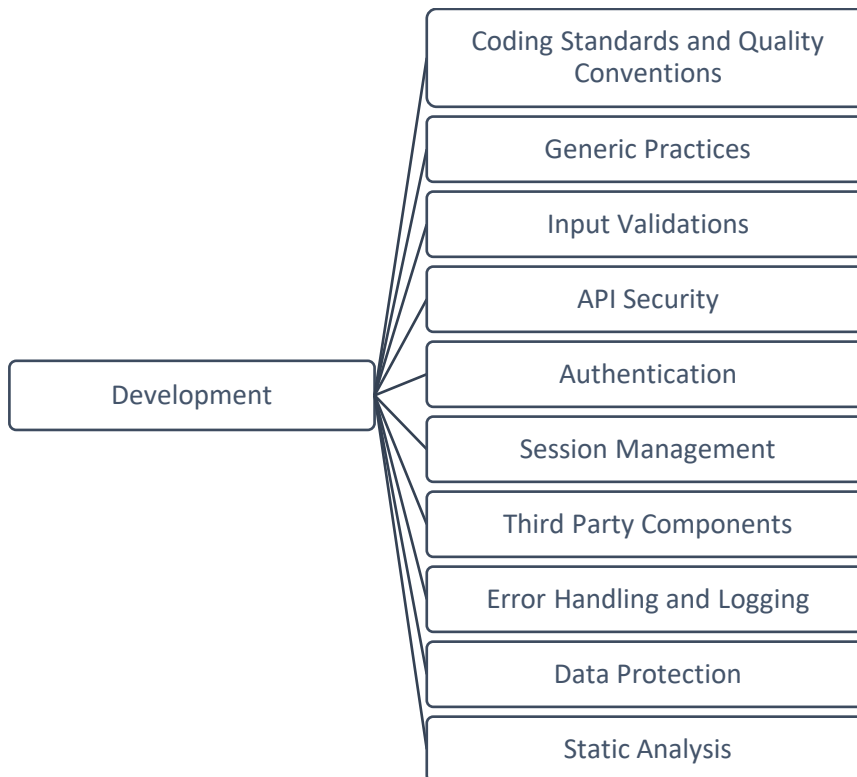 Coding Standards and Quality
Conventions
Generic Practices
Input Validations
API Security
Development
Authentication
Session Management
Third Party Components
Error Handling and Logging
Data Protection
Static Analysis